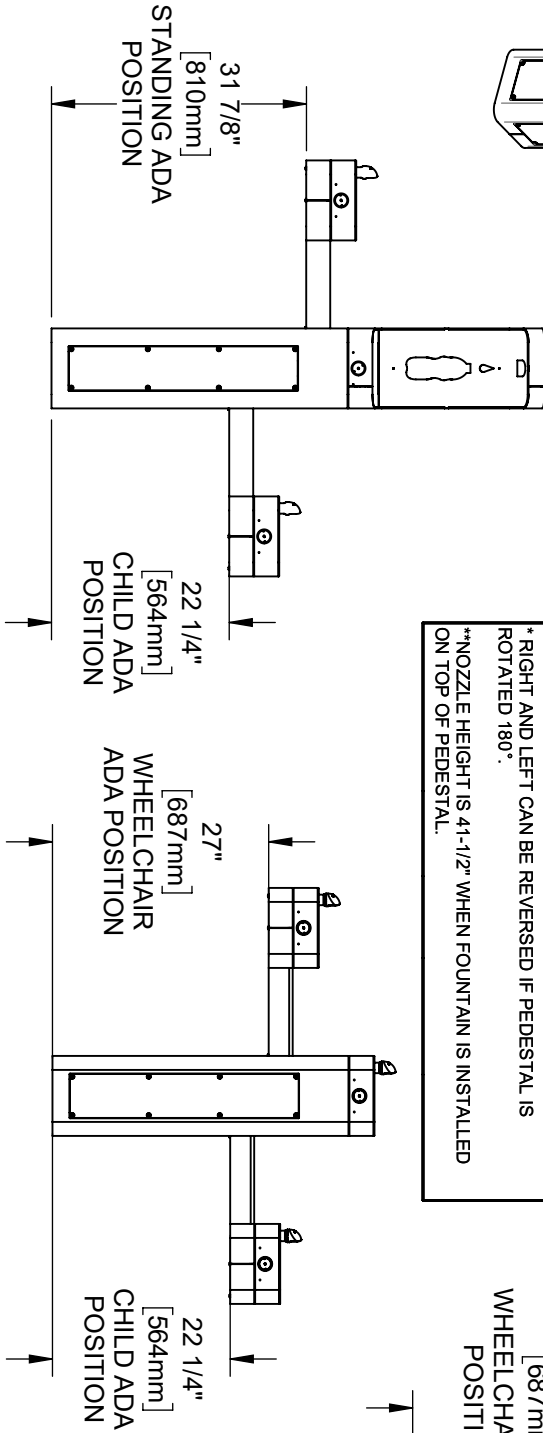 31 7/8"
[810mm]
STANDING ADA
POSITION
22 1/4"
[564mm]
CHILD ADA
POSITION
* RIGHT AND LEFT CAN BE REVERSED IF PEDESTAL IS
ROTATED 180°.
**NOZZLE HEIGHT IS 41-1/2" WHEN FOUNTAIN IS INSTALLED
ON TOP OF PEDESTAL.
27"
[687mm]
WHEELCHAIR
ADA POSITION
22 1/4"
[564mm]
CHILD ADA
POSITION
[687m
WHEELCHA
POSITI